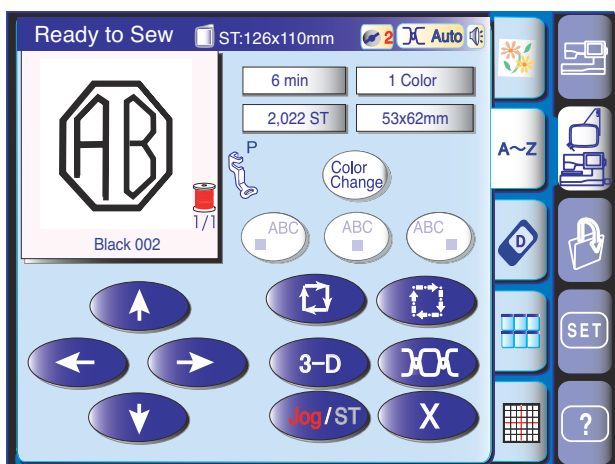 Ready to Sew ST:126x110mm 2 Auto
AB
1/1
Black 002
6 min 1 Color
2,022 ST 53x62mm
P
Color
Change
ABC ABC ABC
3–D
Jog/ST X
A～Z
D
SET
?